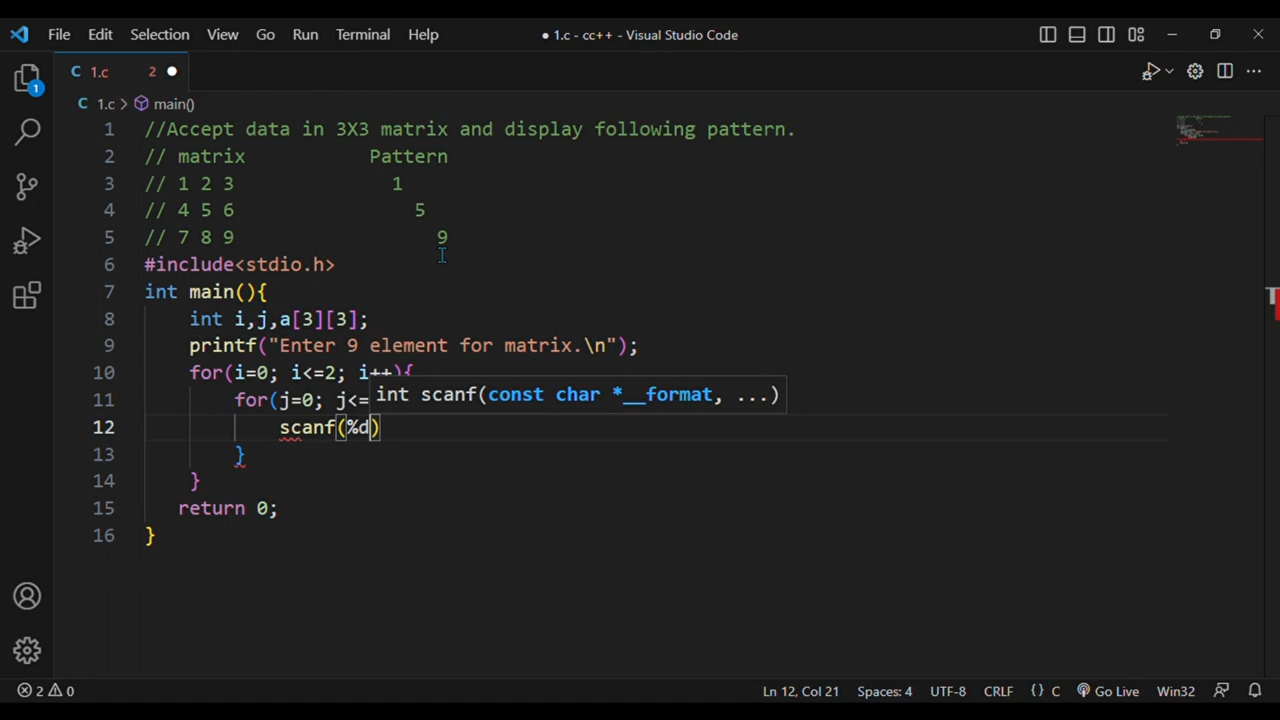 File Edit Selection View Go Run Terminal Help ● 1.c - cc++ - Visual Studio Code
C 1.c 2 ●
1
C 1.c > main()
1 //Accept data in 3X3 matrix and display following pattern.
2 // matrix Pattern
3 // 1 2 3 1
4 // 4 5 6 5
5 // 7 8 9 9
6 #include<stdio.h>
7 int main(){
8 int i,j,a[3][3];
9 printf("Enter 9 element for matrix.\n");
10 for(i=0; i<=2; i++){
int scanf(const char *__format, ...)
11 for(j=0; j<=
12 scanf(%d)
13 }
14 }
15 return 0;
16 }
2 0 Ln 12, Col 21 Spaces: 4 UTF-8 CRLF {} C Go Live Win32